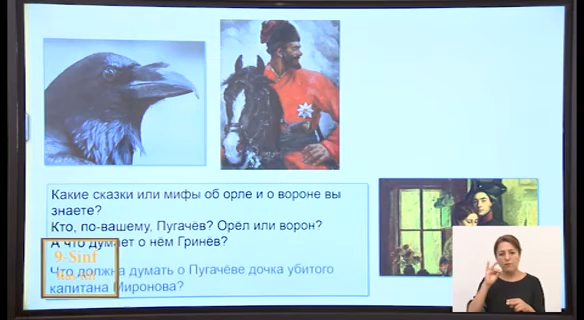 Какие сказки или мифы об орле и о вороне вы
знаете?
Кто, по-вашему, Пугачёв? Орёл или ворон?
А что думает о нём Гринёв?
Что должна думать о Пугачёве дочка убитого
капитана Миронова?
9-Sinf